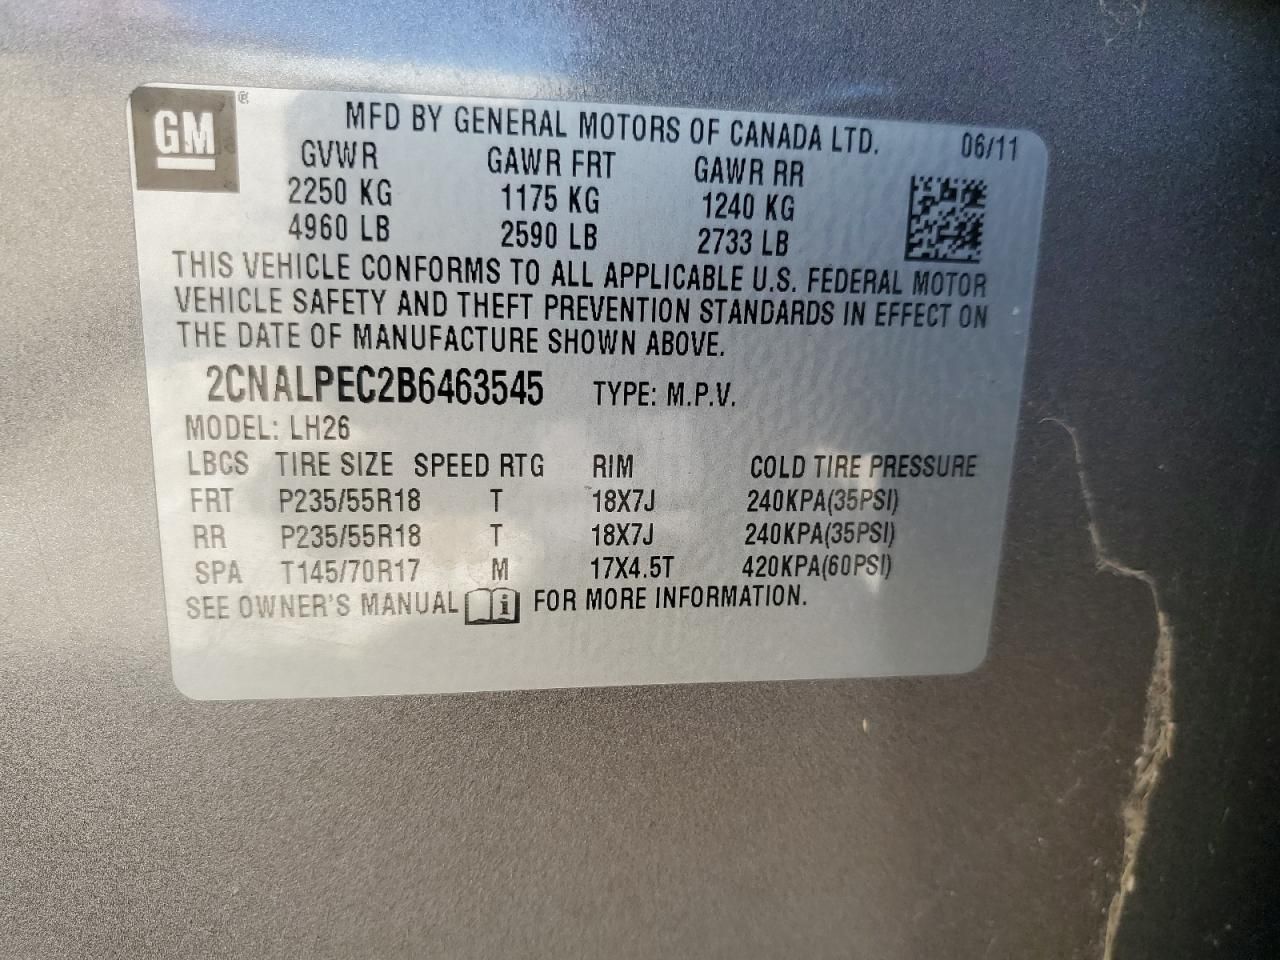 GM ®
MFD BY GENERAL MOTORS OF CANADA LTD. 06/11
GVWR GAWR FRT GAWR RR
2250 KG 1175 KG 1240 KG
4960 LB 2590 LB 2733 LB
THIS VEHICLE CONFORMS TO ALL APPLICABLE U.S. FEDERAL MOTOR
VEHICLE SAFETY AND THEFT PREVENTION STANDARDS IN EFFECT ON
THE DATE OF MANUFACTURE SHOWN ABOVE.
2CNALPEC2B6463545 TYPE: M.P.V.
MODEL: LH26
LBCS TIRE SIZE SPEED RTG RIM COLD TIRE PRESSURE
FRT P235/55R18 T 18X7J 240KPA(35PSI)
RR P235/55R18 T 18X7J 240KPA(35PSI)
SPA T145/70R17 M 17X4.5T 420KPA(60PSI)
SEE OWNER'S MANUAL i FOR MORE INFORMATION.